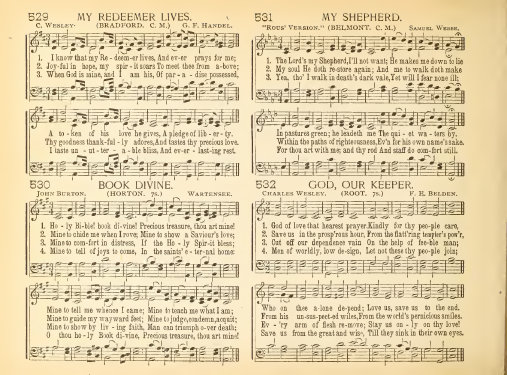 529 MY REDEEMER LIVES.
C. WESLEY. (BRADFORD. C. M.) G. F. HANDEL.
1. I know that my Re - deem-er lives, And ev-er prays for me;
2. Joy-ful in hope, my spir-it soars To meet thee from a-bove;
3. When God is mine, and I am his, Of par-a-dise possessed,
A to-ken of his love he gives, A pledge of lib-er-ty.
Thy goodness thank-ful-ly adores, And tastes thy precious love.
I taste un-ut-ter-a-ble bliss, And ev-er-last-ing rest.
530 BOOK DIVINE.
JOHN BURTON. (HORTON. 7s.) WARTENSEE.
1. Ho-ly Bi-ble! book di-vine! Precious treasure, thou art mine!
2. Mine to chide me when I rove, Mine to show a Saviour's love;
3. Mine to com-fort in distress, If the Ho-ly Spir-it bless;
4. Mine to tell of joys to come, In the saints' e-ter-nal home:
Mine to tell me whence I came; Mine to teach me what I am;
Mine to guide my wayward feet; Mine to judge, condemn, acquit;
Mine to show by liv-ing faith, Man can triumph o-ver death;
O thou ho-ly Book di-vine, Precious treasure, thou art mine!
531 MY SHEPHERD.
"ROUS' VERSION." (BELMONT. C. M.) SAMUEL WEBBE.
1. The Lord's my Shepherd, I'll not want; He makes me down to lie
2. My soul He doth re-store again; And me to walk doth make
3. Yea, tho' I walk in death's dark vale, Yet will I fear none ill;
In pastures green; he leadeth me The qui-et wa-ters by.
Within the paths of righteousness, Ev'n for his own name's sake.
For thou art with me; and thy rod And staff do com-fort still.
532 GOD, OUR KEEPER.
CHARLES WESLEY. (ROOT. 7s.) F. E. BELDEN.
1. God of love that hearest prayer, Kindly for thy peo-ple care,
2. Save us in the prosp'rous hour, From the flatt'ring tempter's pow'r,
3. Cut off our dependence vain On the help of fee-ble man;
4. Men of worldly, low de-sign, Let not these thy peo-ple join;
Who on thee a-lone de-pend; Love us, save us to the end.
From his un-sus-pect-ed wiles, From the world's pernicious smiles.
Ev-'ry arm of flesh re-move; Stay us on-ly on thy love!
Save us from the great and wise, Till they sink in their own eyes.